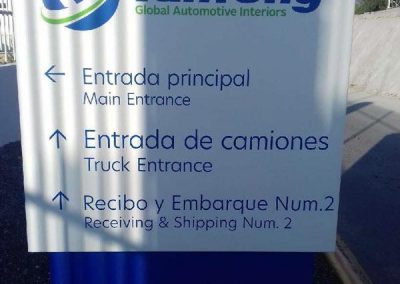 Global Automotive Interiors
← Entrada principal
Main Entrance
↑ Entrada de camiones
Truck Entrance
↑ Recibo y Embarque Num.2
Receiving & Shipping Num. 2